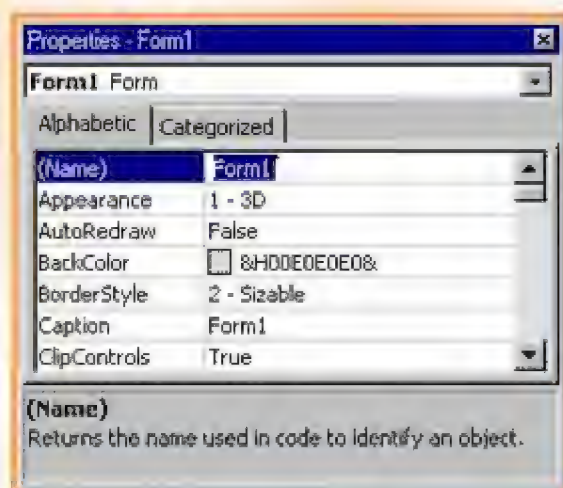 Properties - Form1
Form1 Form
Alphabetic Categorized
(Name) Form1
Appearance 1 - 3D
AutoRedraw False
BackColor &H00E0E0E0&
BorderStyle 2 - Sizable
Caption Form1
ClipControls True
(Name)
Returns the name used in code to identify an object.